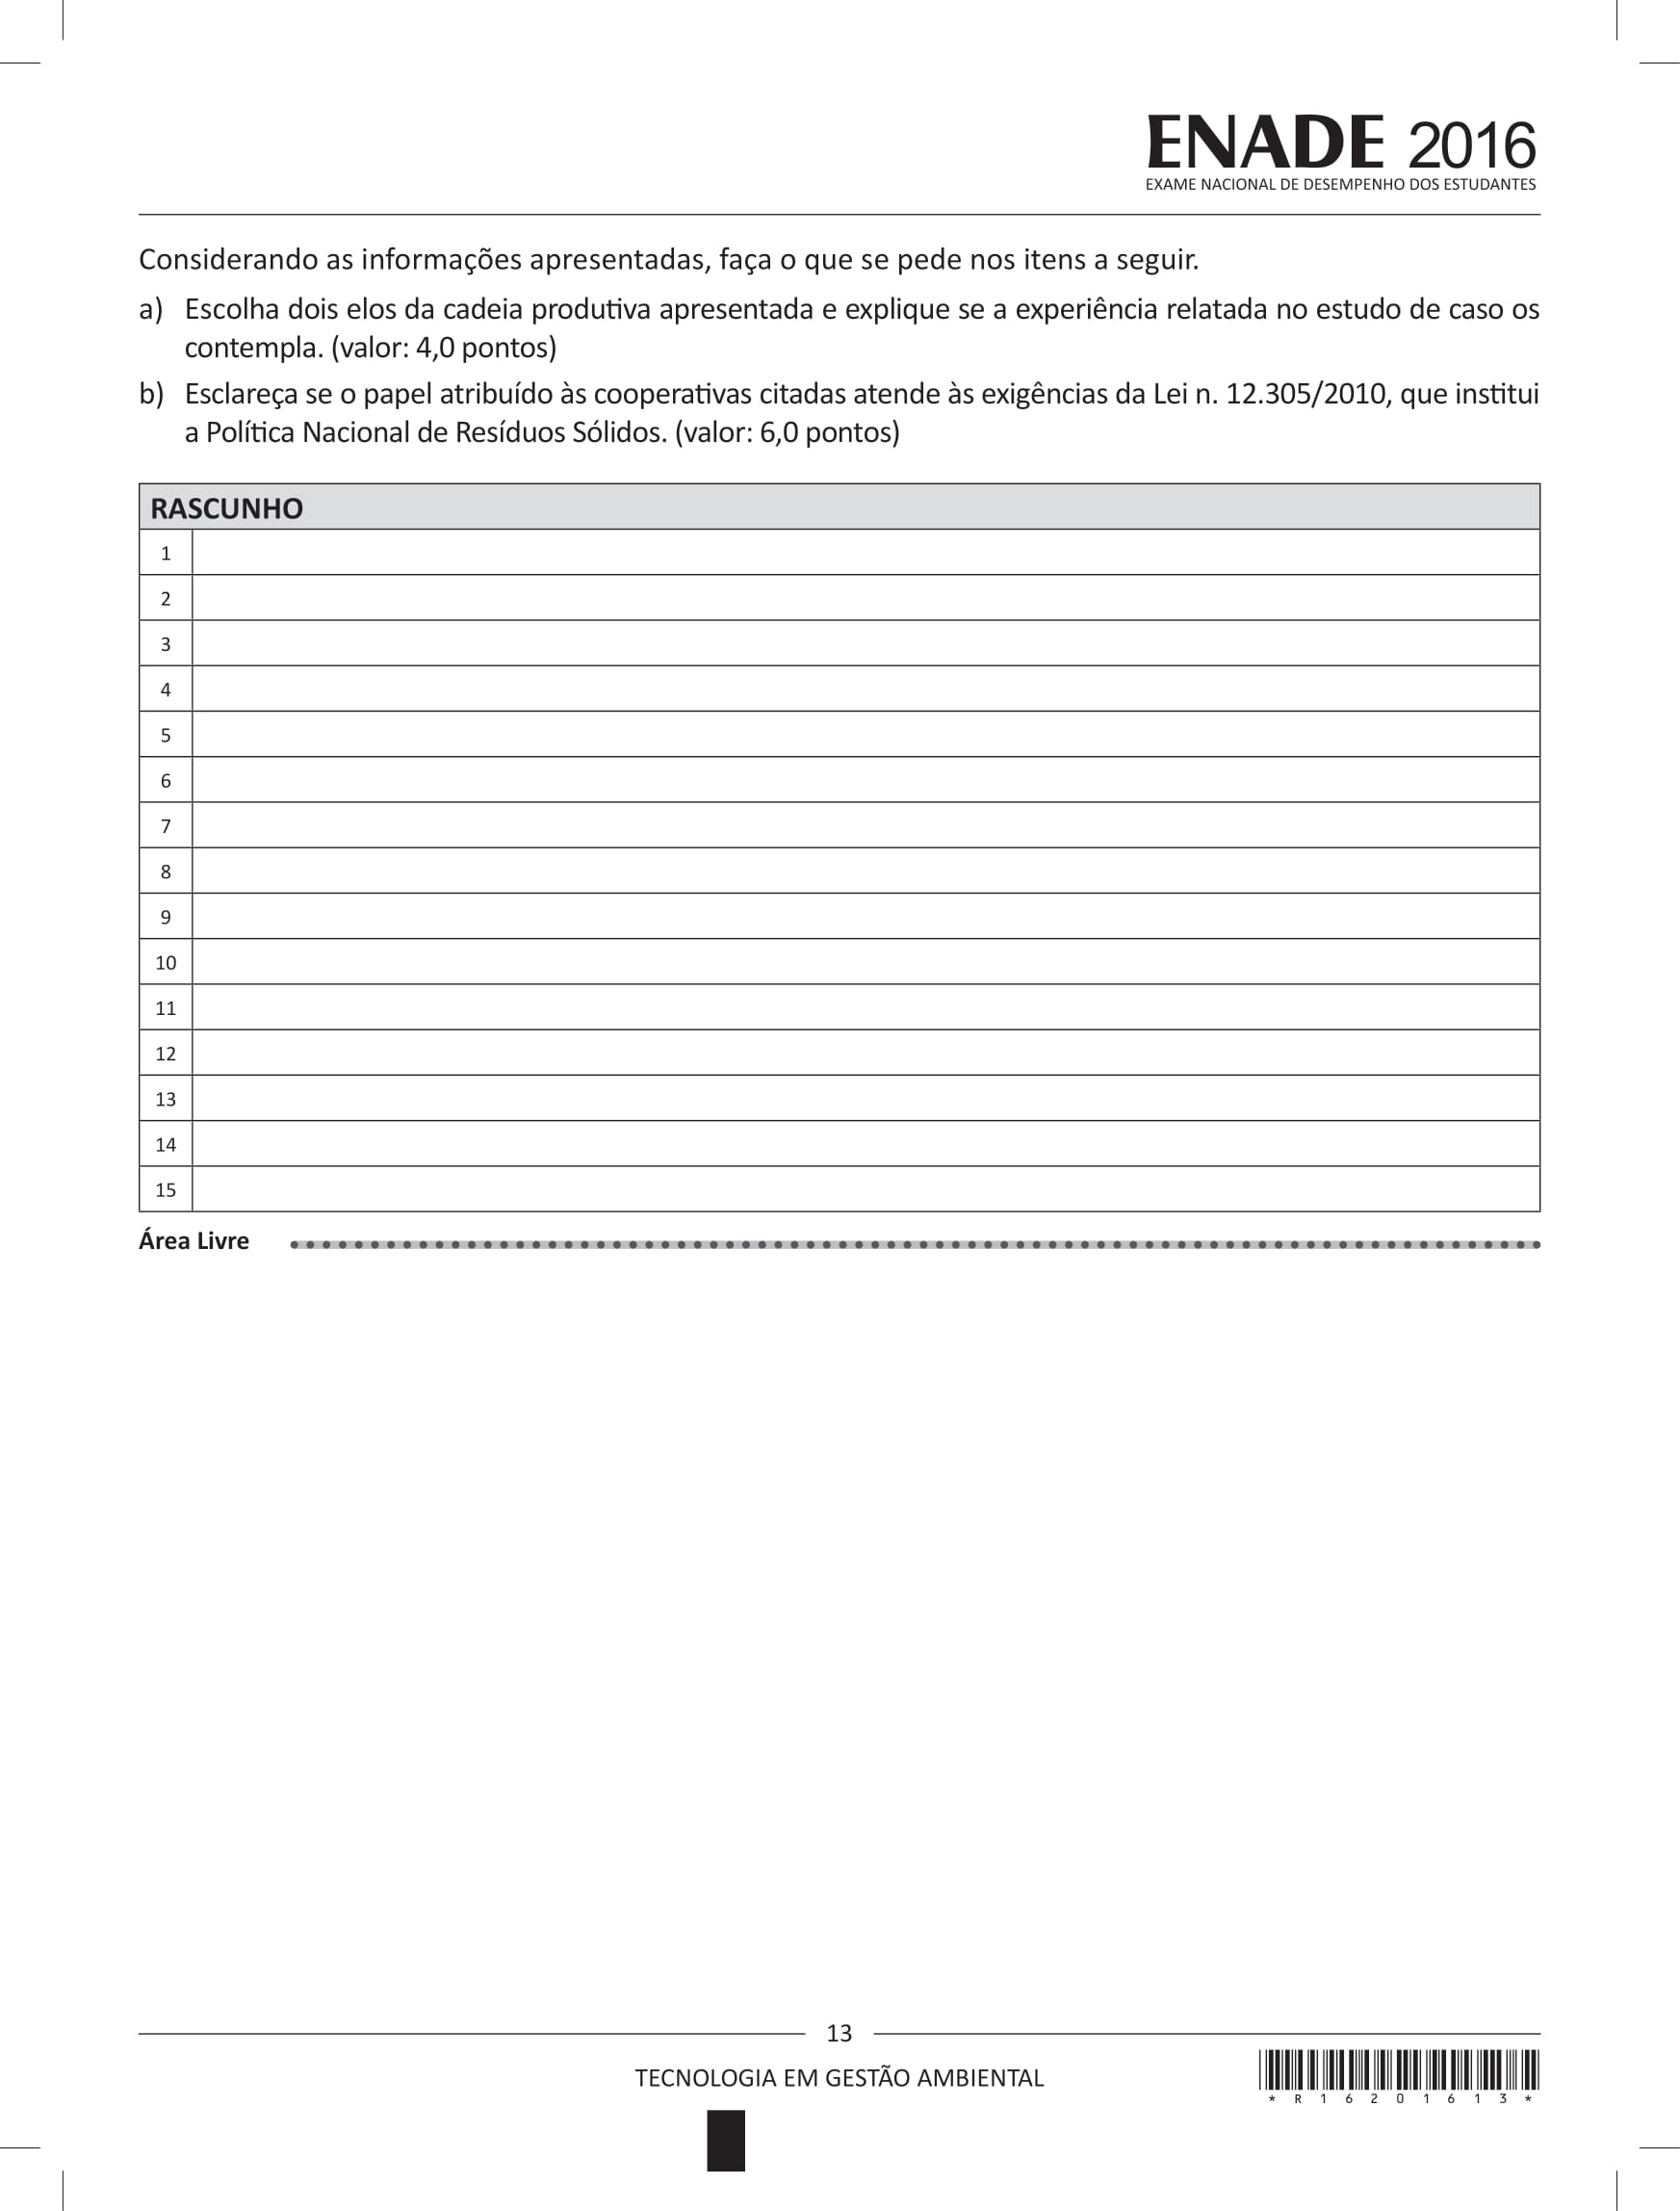 ENADE 2016
EXAME NACIONAL DE DESEMPENHO DOS ESTUDANTES
Considerando as informações apresentadas, faça o que se pede nos itens a seguir.
a) Escolha dois elos da cadeia produtiva apresentada e explique se a experiência relatada no estudo de caso os
contempla. (valor: 4,0 pontos)
b) Esclareça se o papel atribuído às cooperativas citadas atende às exigências da Lei n. 12.305/2010, que institui
a Política Nacional de Resíduos Sólidos. (valor: 6,0 pontos)
RASCUNHO
1
2
3
4
5
6
7
8
9
10
11
12
13
14
15
Área Livre
13
TECNOLOGIA EM GESTÃO AMBIENTAL
* R 1 6 2 0 1 6 1 3 *